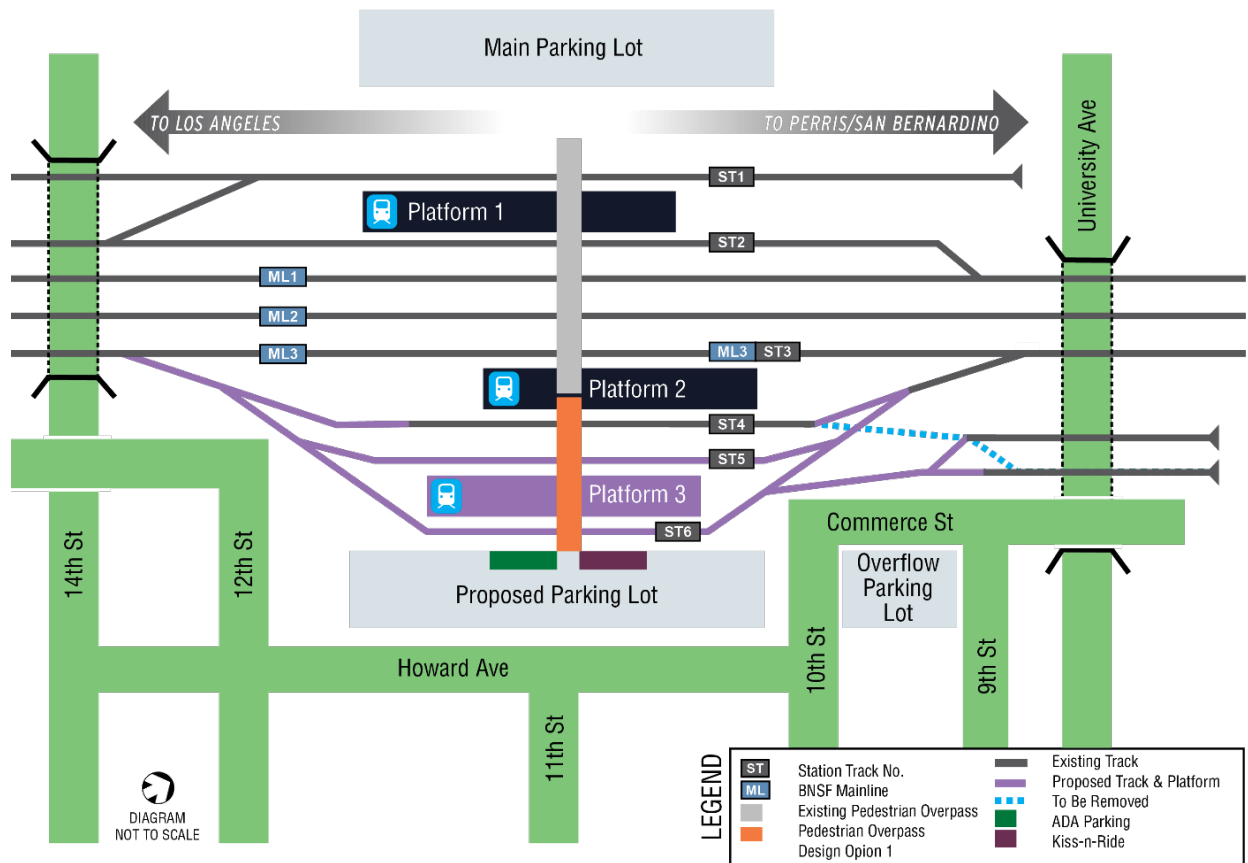 Main Parking Lot
TO LOS ANGELES
TO PERRIS/SAN BERNARDINO
University Ave
ST1
Platform 1
ST2
ML1
ML2
ML3
ML3 ST3
Platform 2
ST4
ST5
Platform 3
ST6
Commerce St
14th St
12th St
Proposed Parking Lot
Overflow
Parking
Lot
10th St
9th St
Howard Ave
11th St
DIAGRAM
NOT TO SCALE
LEGEND
ST Station Track No.
ML BNSF Mainline
Existing Pedestrian Overpass
Pedestrian Overpass
Design Opion 1
Existing Track
Proposed Track & Platform
To Be Removed
ADA Parking
Kiss-n-Ride